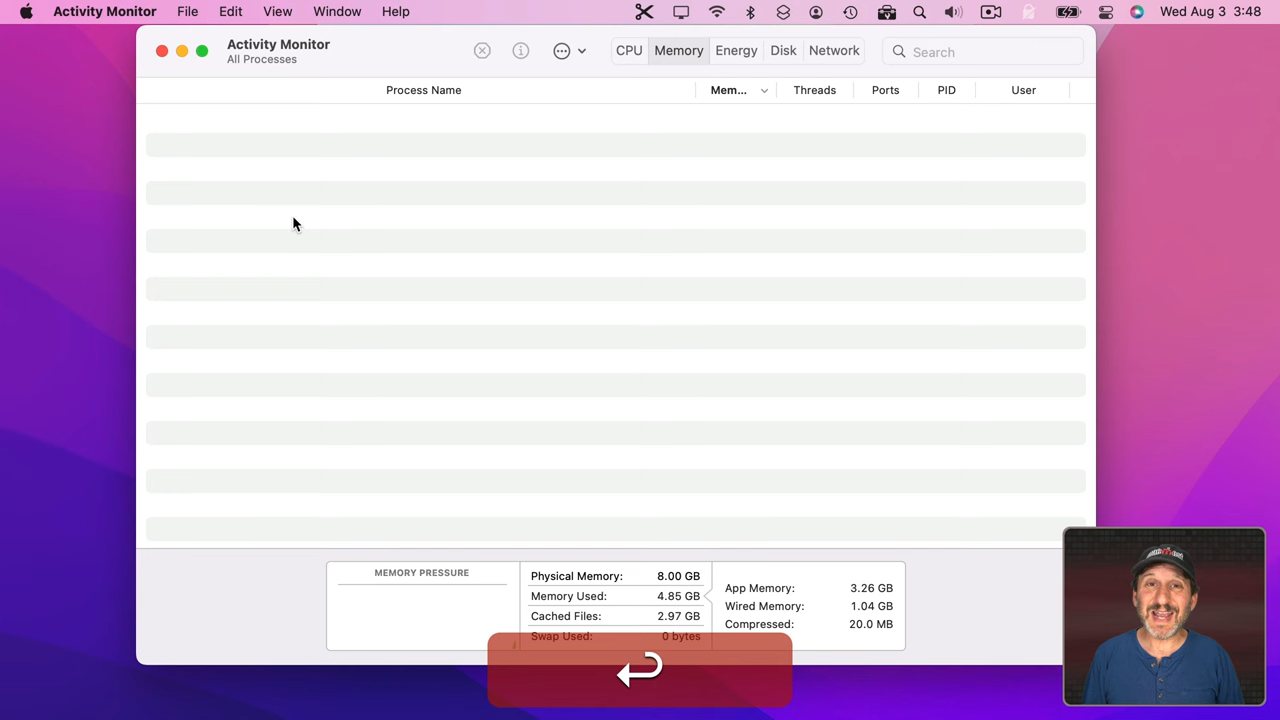 Activity Monitor File Edit View Window Help Wed Aug 3 3:48
Activity Monitor
All Processes
CPU Memory Energy Disk Network Search
Process Name Mem... Threads Ports PID User
MEMORY PRESSURE
Physical Memory: 8.00 GB
Memory Used: 4.85 GB
Cached Files: 2.97 GB
Swap Used: 0 bytes
App Memory: 3.26 GB
Wired Memory: 1.04 GB
Compressed: 20.0 MB